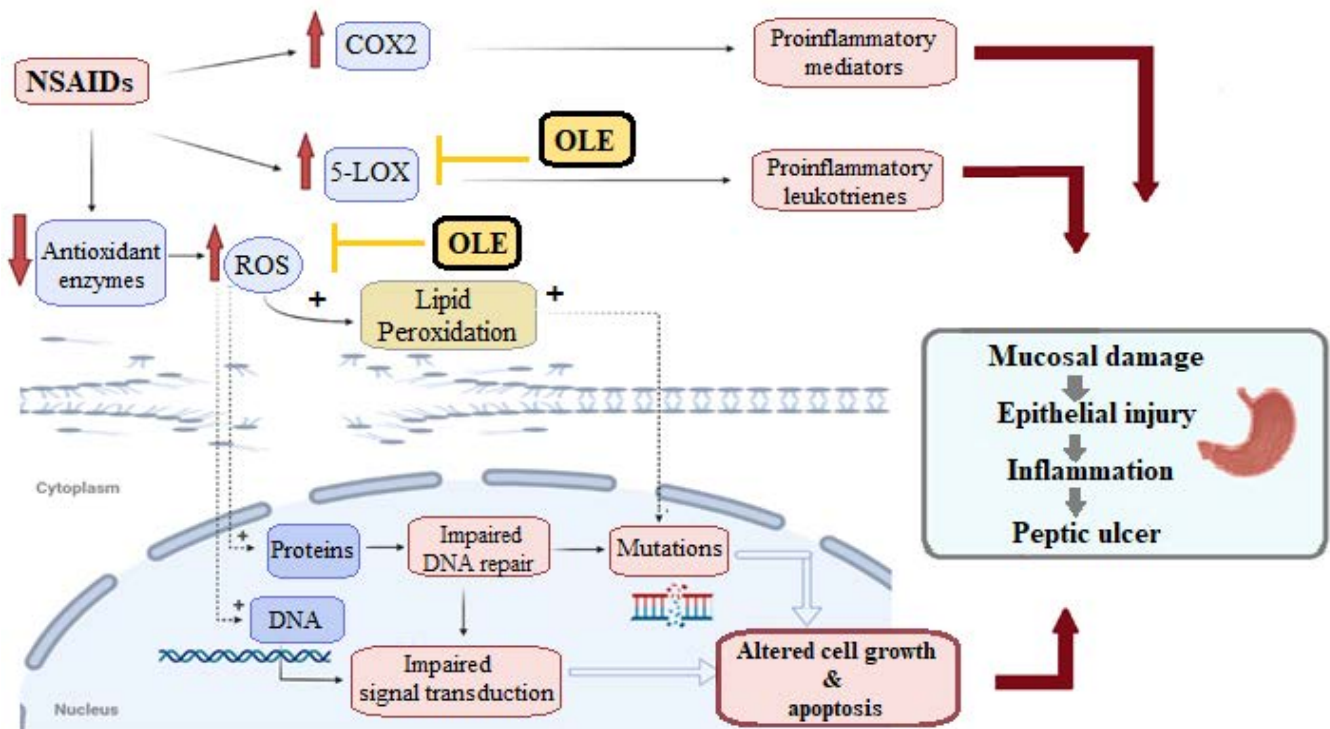 COX2
Proinflammatory
mediators
NSAIDs
OLE
5-LOX
Proinflammatory
leukotrienes
OLE
Antioxidant
enzymes
ROS
+
+
Lipid
Peroxidation
Mucosal damage
Epithelial injury
Inflammation
Peptic ulcer
Cytoplasm
+
Proteins
Impaired
DNA repair
Mutations
+
DNA
Impaired
signal transduction
Altered cell growth
&
apoptosis
Nucleus